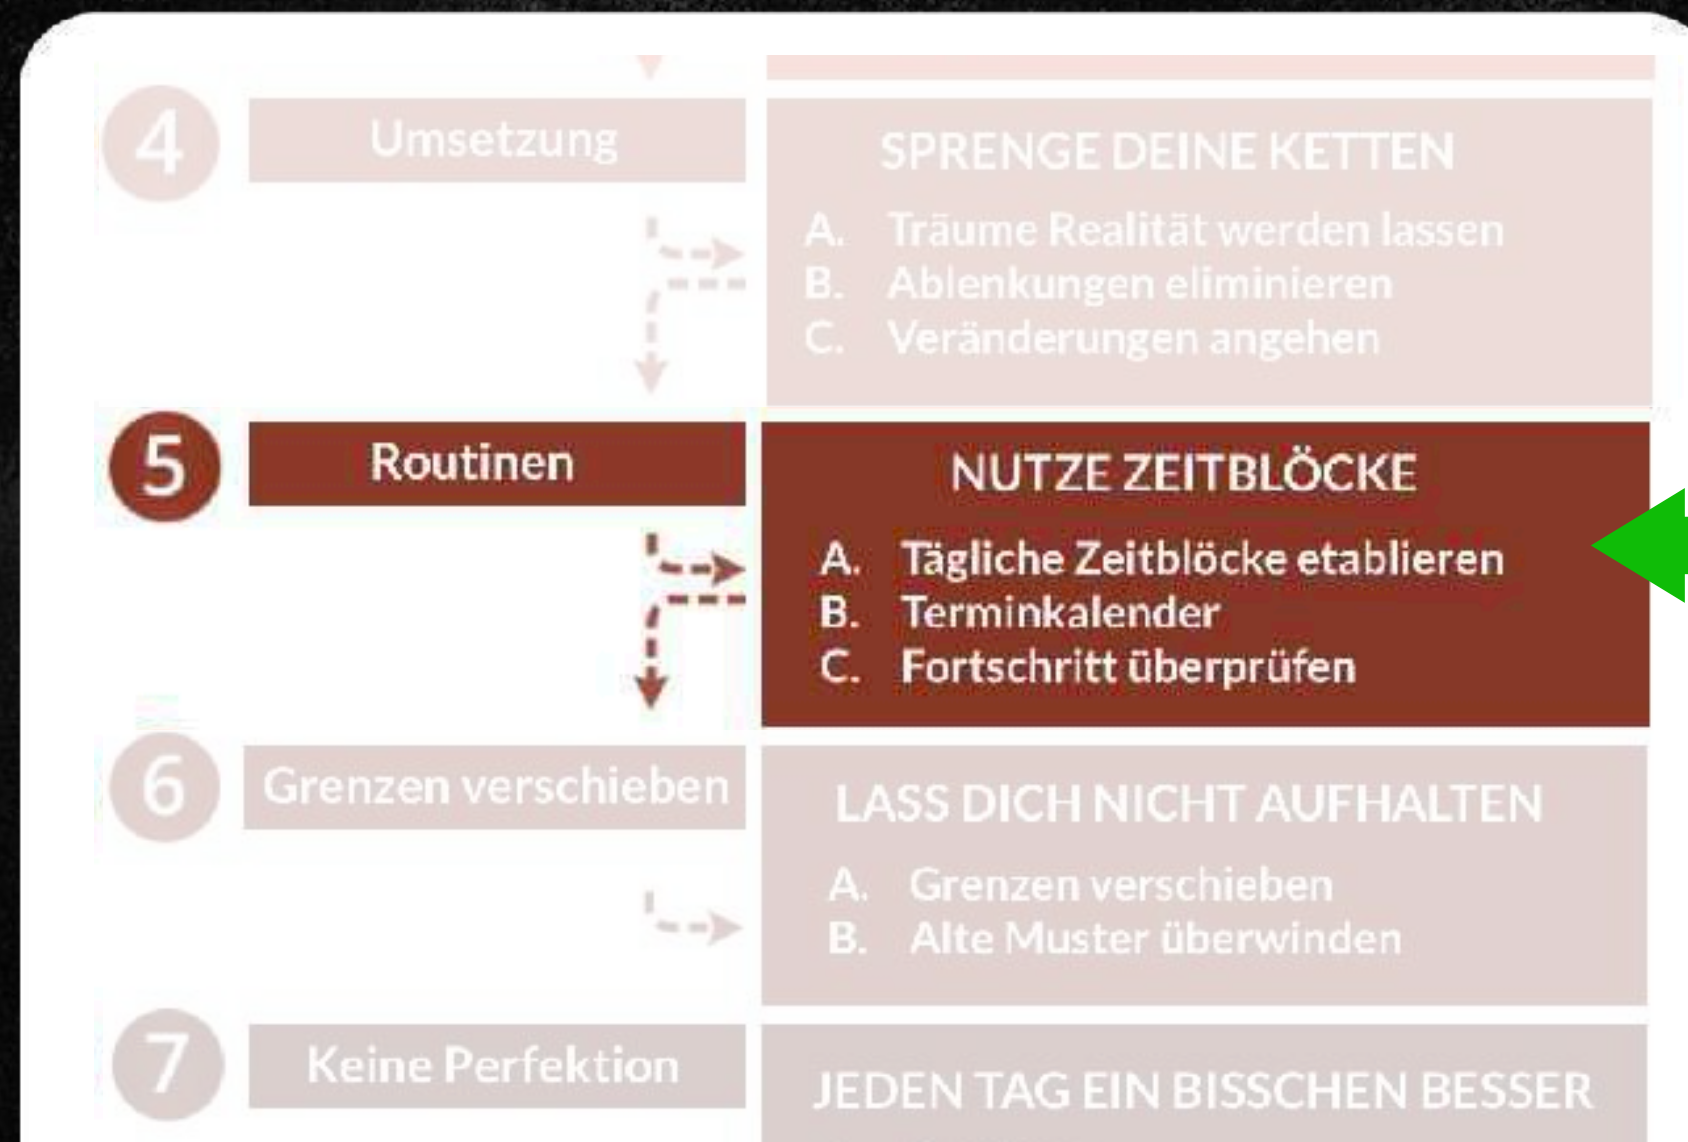 4
Umsetzung
SPRENGE DEINE KETTEN
A. Träume Realität werden lassen
B. Ablenkungen eliminieren
C. Veränderungen angehen
5
Routinen
NUTZE ZEITBLÖCKE
A. Tägliche Zeitblöcke etablieren
B. Terminkalender
C. Fortschritt überprüfen
6
Grenzen verschieben
LASS DICH NICHT AUFHALTEN
A. Grenzen verschieben
B. Alte Muster überwinden
7
Keine Perfektion
JEDEN TAG EIN BISSCHEN BESSER